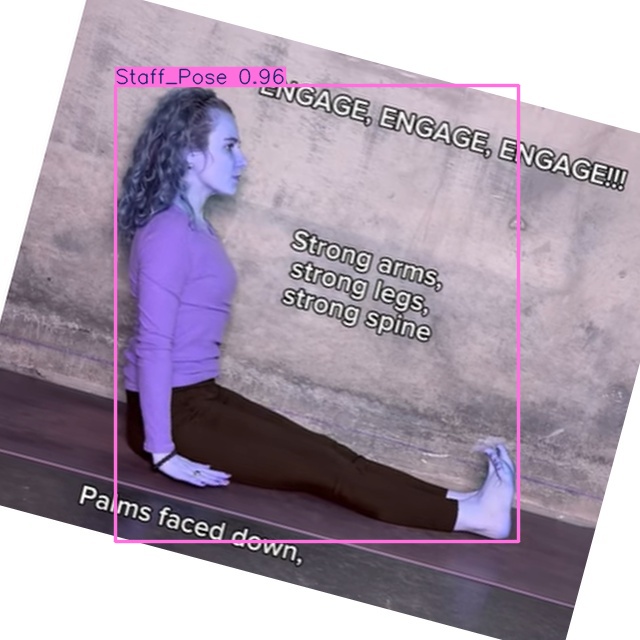 Staff_Pose 0.96
ENGAGE, ENGAGE, ENGAGE!!!
Strong arms,
strong legs,
strong spine
Palms faced down,